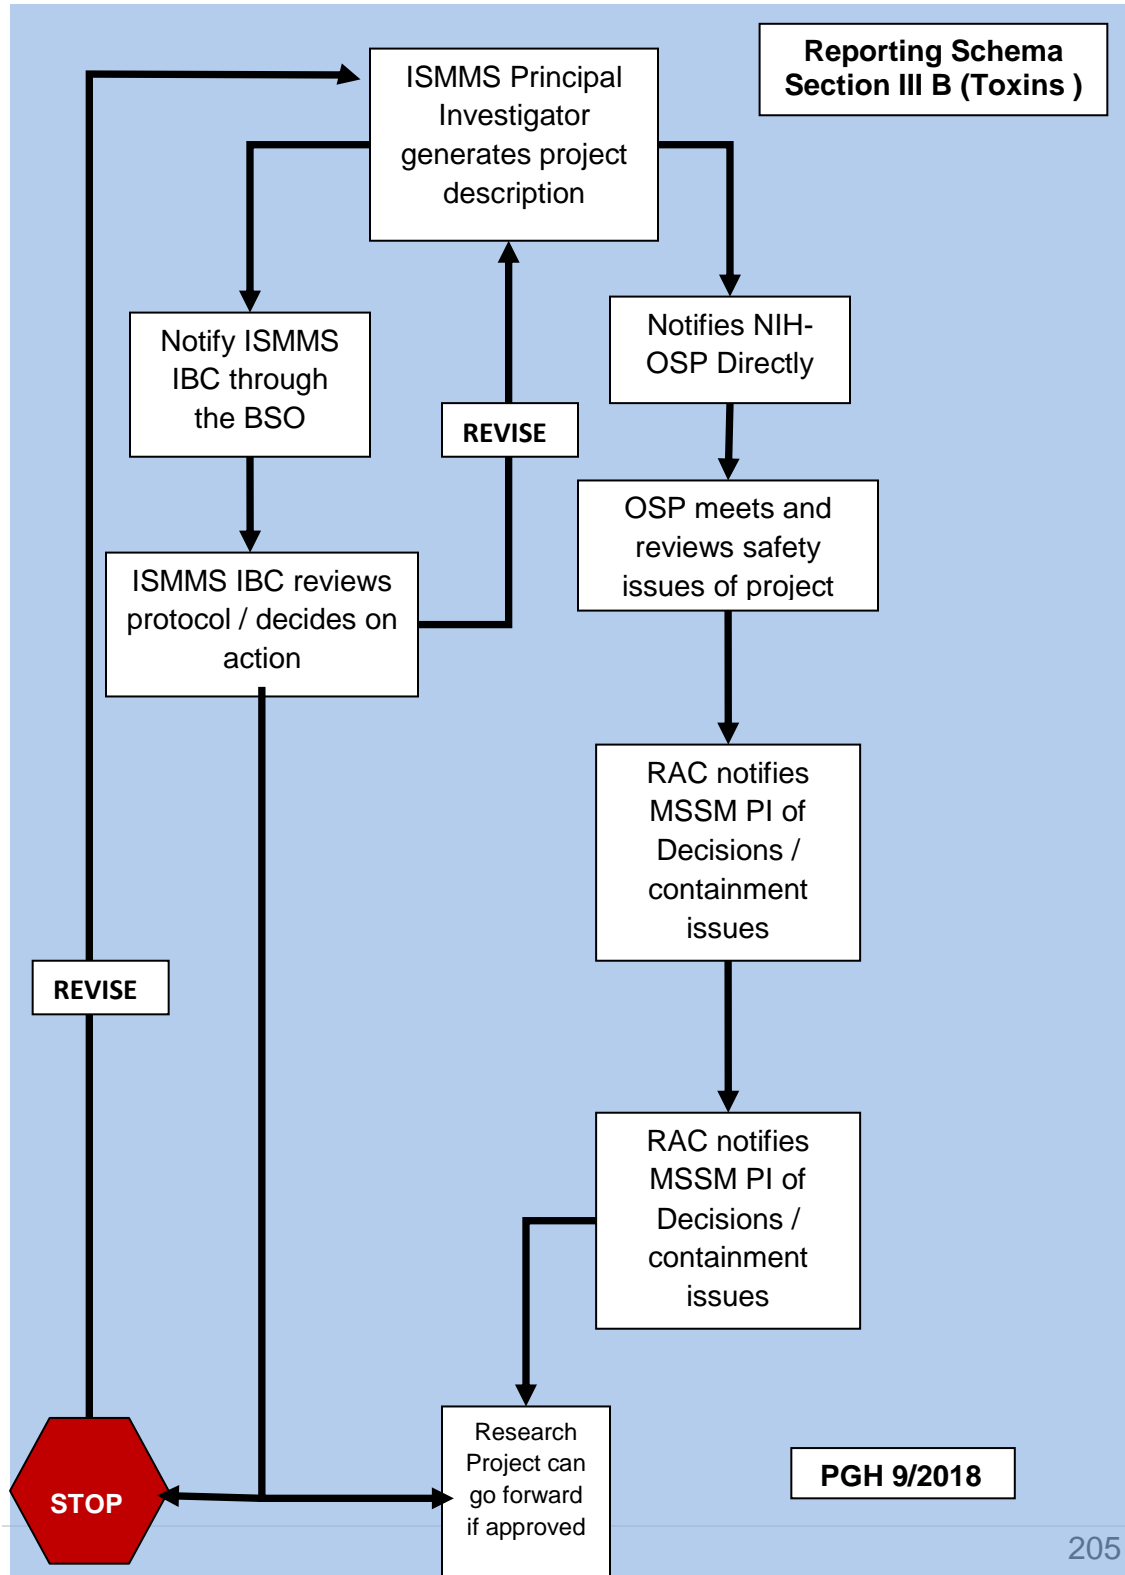 Reporting Schema
Section III B (Toxins )
ISMMS Principal
Investigator
generates project
description
Notify ISMMS
IBC through
the BSO
Notifies NIH-
OSP Directly
REVISE
OSP meets and
reviews safety
issues of project
ISMMS IBC reviews
protocol / decides on
action
RAC notifies
MSSM PI of
Decisions /
containment
issues
REVISE
RAC notifies
MSSM PI of
Decisions /
containment
issues
Research
Project can
go forward
if approved
STOP
PGH 9/2018
205